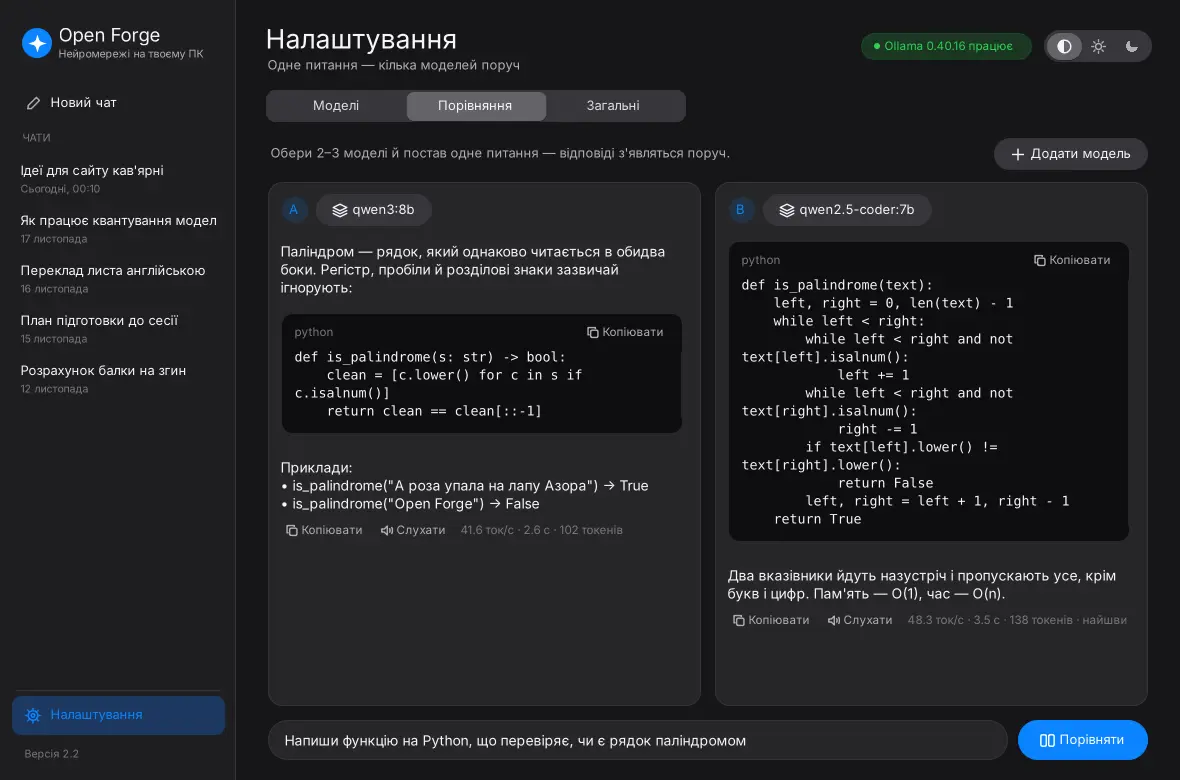 Open Forge
Нейромережі на твоєму ПК
Новий чат
ЧАТИ
Ідеї для сайту кав'ярні
Сьогодні, 00:10
Як працює квантування модел
17 листопада
Переклад листа англійською
16 листопада
План підготовки до сесії
15 листопада
Розрахунок балки на згин
12 листопада
Налаштування
Версія 2.2
Налаштування
Одне питання — кілька моделей поруч
Ollama 0.40.16 працює
Моделі
Порівняння
Загальні
Обери 2–3 моделі й постав одне питання — відповіді з'являться поруч.
Додати модель
A
qwen3:8b
Паліндром — рядок, який однаково читається в обидва
боки. Регістр, пробіли й розділові знаки зазвичай
ігнорують:
python
Копіювати
def is_palindrome(s: str) -> bool:
    clean = [c.lower() for c in s if
c.isalnum()]
    return clean == clean[::-1]
Приклади:
• is_palindrome("А роза упала на лапу Азора") → True
• is_palindrome("Open Forge") → False
Копіювати
Слухати
41.6 ток/с · 2.6 с · 102 токенів
B
qwen2.5-coder:7b
python
Копіювати
def is_palindrome(text):
    left, right = 0, len(text) - 1
    while left < right:
        while left < right and not
text[left].isalnum():
            left += 1
        while left < right and not
text[right].isalnum():
            right -= 1
        if text[left].lower() !=
text[right].lower():
            return False
        left, right = left + 1, right - 1
    return True
Два вказівники йдуть назустріч і пропускають усе, крім
букв і цифр. Пам'ять — O(1), час — O(n).
Копіювати
Слухати
48.3 ток/с · 3.5 с · 138 токенів · найшви
Напиши функцію на Python, що перевіряє, чи є рядок паліндромом
Порівняти